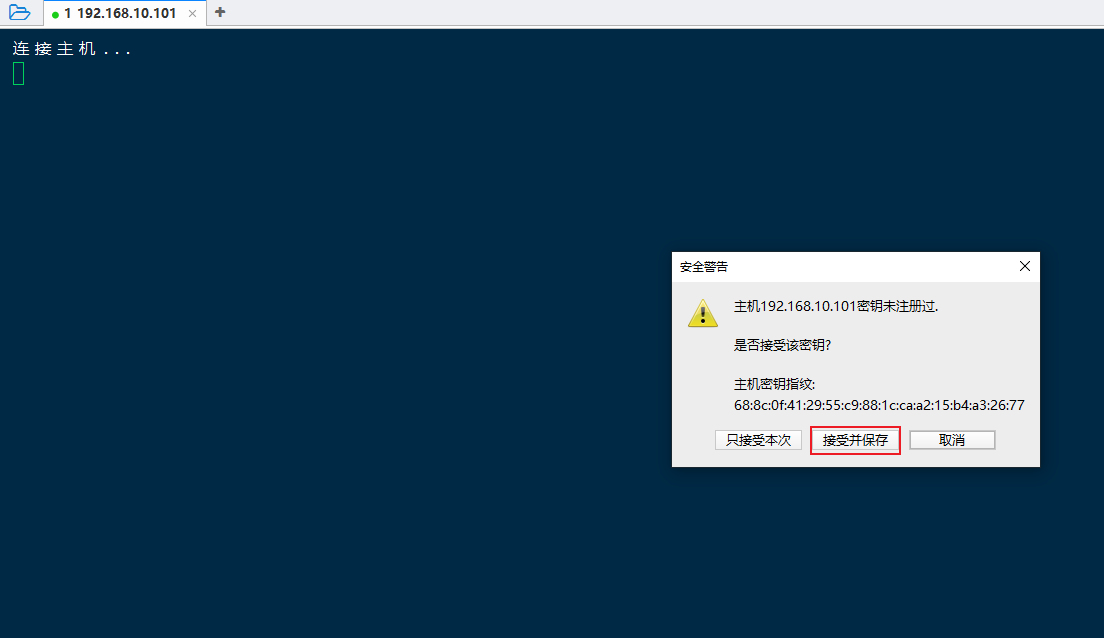 1 192.168.10.101
连接主机...
安全警告
主机192.168.10.101密钥未注册过.
是否接受该密钥?
主机密钥指纹:
68:8c:0f:41:29:55:c9:88:1c:ca:a2:15:b4:a3:26:77
只接受本次 接受并保存 取消